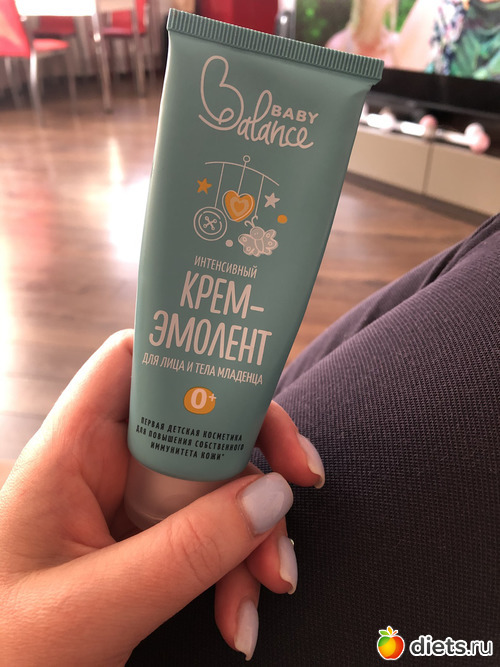 BABY
Balance
ИНТЕНСИВНЫЙ
КРЕМ-
ЭМОЛЕНТ
ДЛЯ ЛИЦА И ТЕЛА МЛАДЕНЦА
0+
ПЕРВАЯ ДЕТСКАЯ КОСМЕТИКА
ДЛЯ ПОВЫШЕНИЯ СОБСТВЕННОГО
ИММУНИТЕТА КОЖИ*
diets.ru